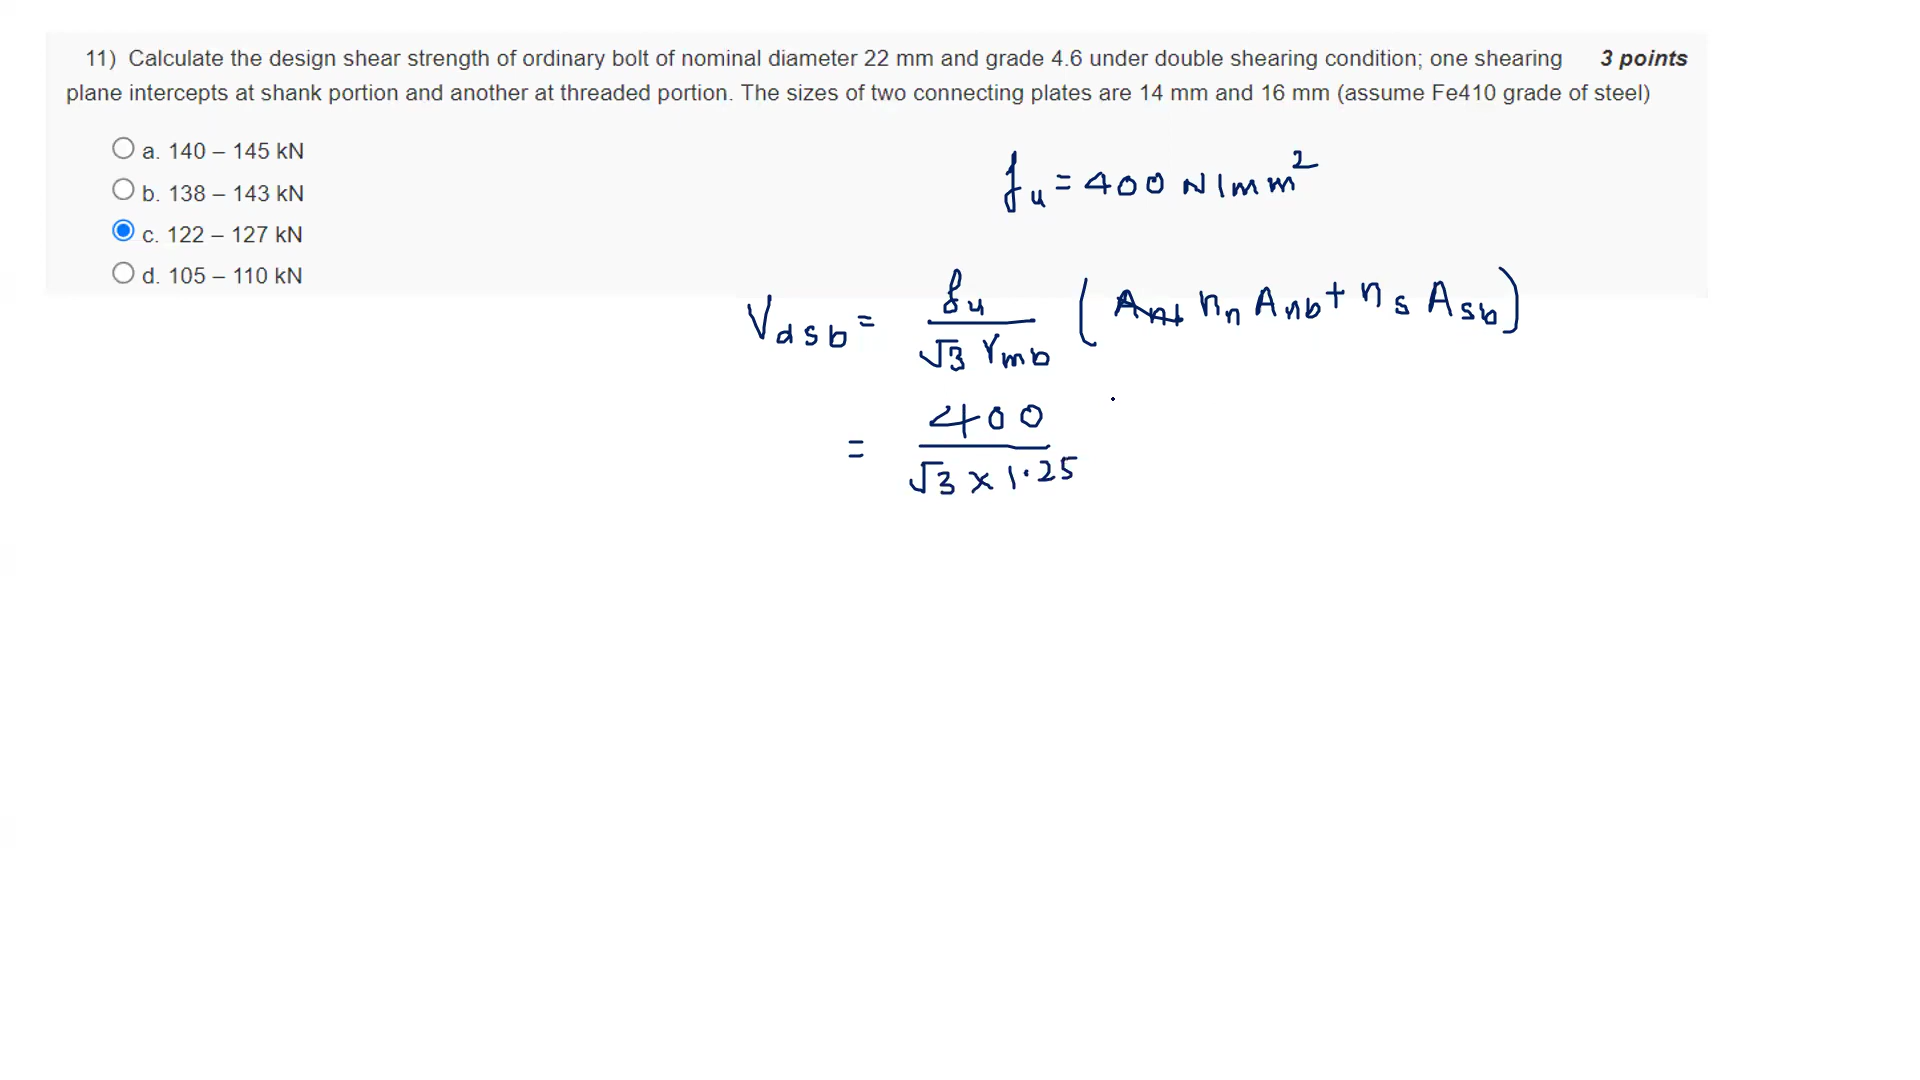 11) Calculate the design shear strength of ordinary bolt of nominal diameter 22 mm and grade 4.6 under double shearing condition; one shearing 3 points
plane intercepts at shank portion and another at threaded portion. The sizes of two connecting plates are 14 mm and 16 mm (assume Fe410 grade of steel)
a. 140 – 145 kN
b. 138 – 143 kN
c. 122 – 127 kN
d. 105 – 110 kN
fu = 400 N/mm²
Vdsb = fu / √3 γmb ( nn Anb + ns Asb )
= 400 / √3 × 1.25